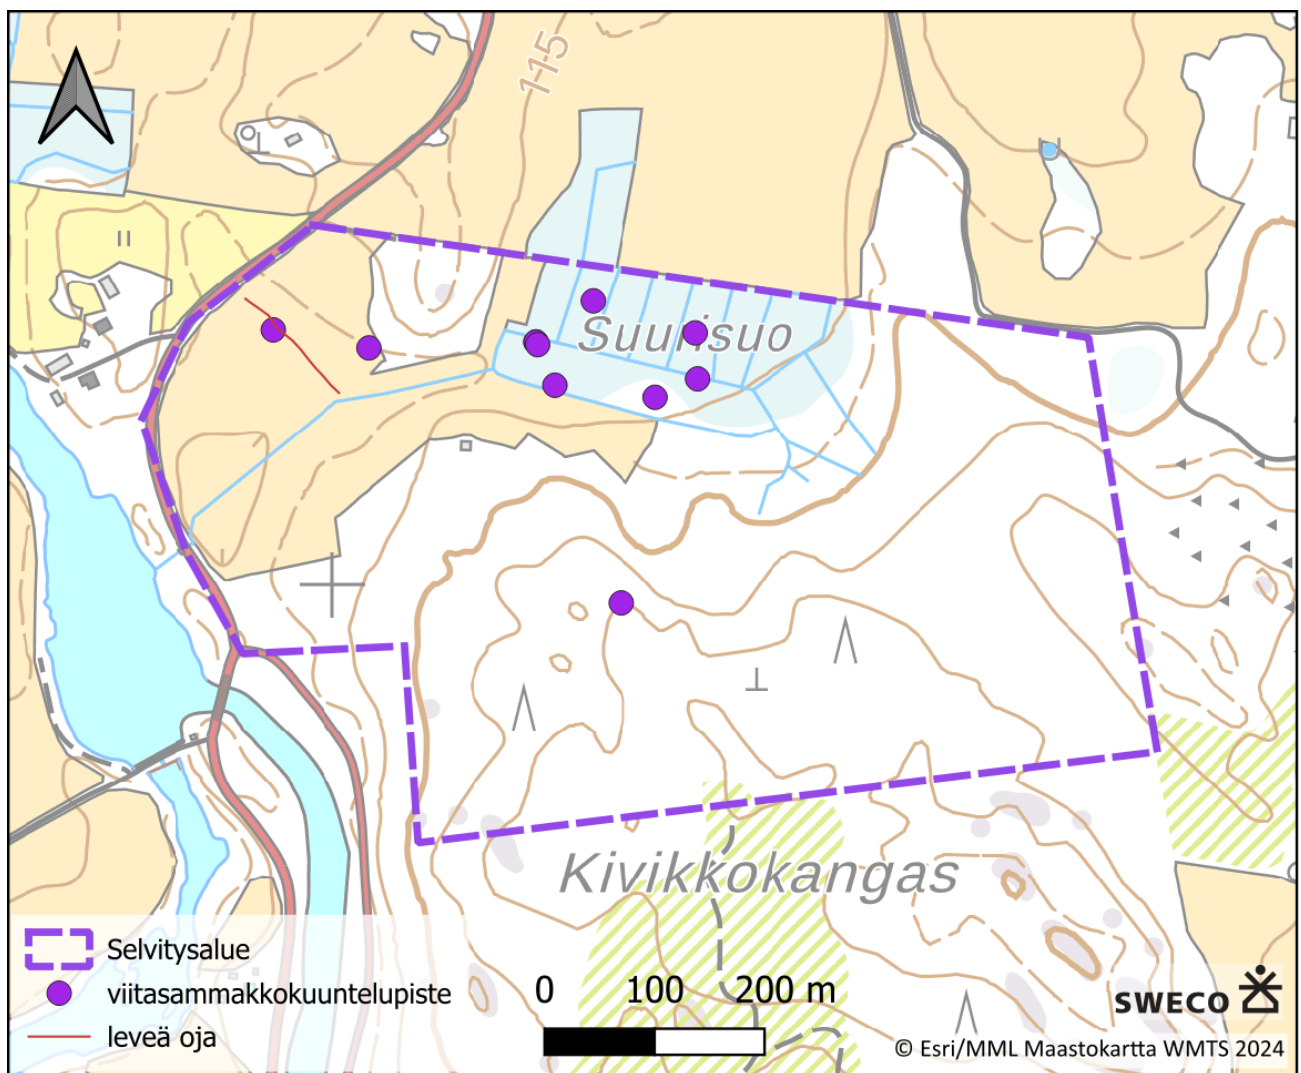 115
Suurisuo
Kivikkokangas
Selvitysalue
viitasammakkokuuntelupiste
leveä oja
0 100 200 m
SWECO
© Esri/MML Maastokartta WMTS 2024